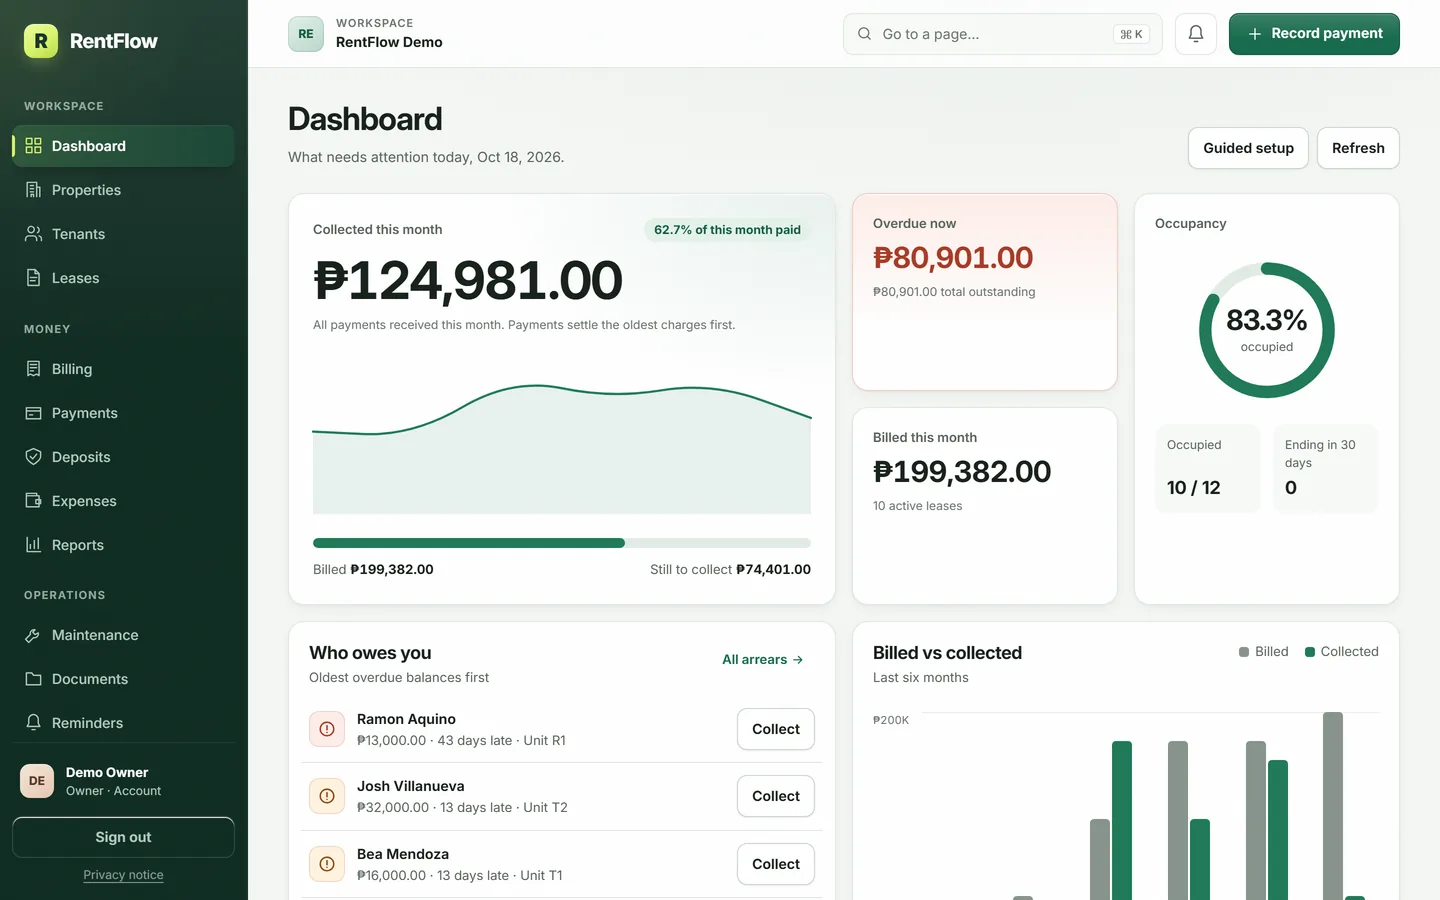 R RentFlow
WORKSPACE
Dashboard
Properties
Tenants
Leases
MONEY
Billing
Payments
Deposits
Expenses
Reports
OPERATIONS
Maintenance
Documents
Reminders
DE
Demo Owner
Owner · Account
Sign out
Privacy notice
RE
WORKSPACE
RentFlow Demo
Go to a page...
⌘ K
Record payment
Dashboard
What needs attention today, Oct 18, 2026.
Guided setup
Refresh
Collected this month
62.7% of this month paid
₱124,981.00
All payments received this month. Payments settle the oldest charges first.
Billed ₱199,382.00
Still to collect ₱74,401.00
Overdue now
₱80,901.00
₱80,901.00 total outstanding
Billed this month
₱199,382.00
10 active leases
Occupancy
83.3%
occupied
Occupied
10 / 12
Ending in 30
days
0
Who owes you
Oldest overdue balances first
All arrears →
Ramon Aquino
₱13,000.00 · 43 days late · Unit R1
Collect
Josh Villanueva
₱32,000.00 · 13 days late · Unit T2
Collect
Bea Mendoza
₱16,000.00 · 13 days late · Unit T1
Collect
Billed vs collected
Last six months
Billed
Collected
₱200K